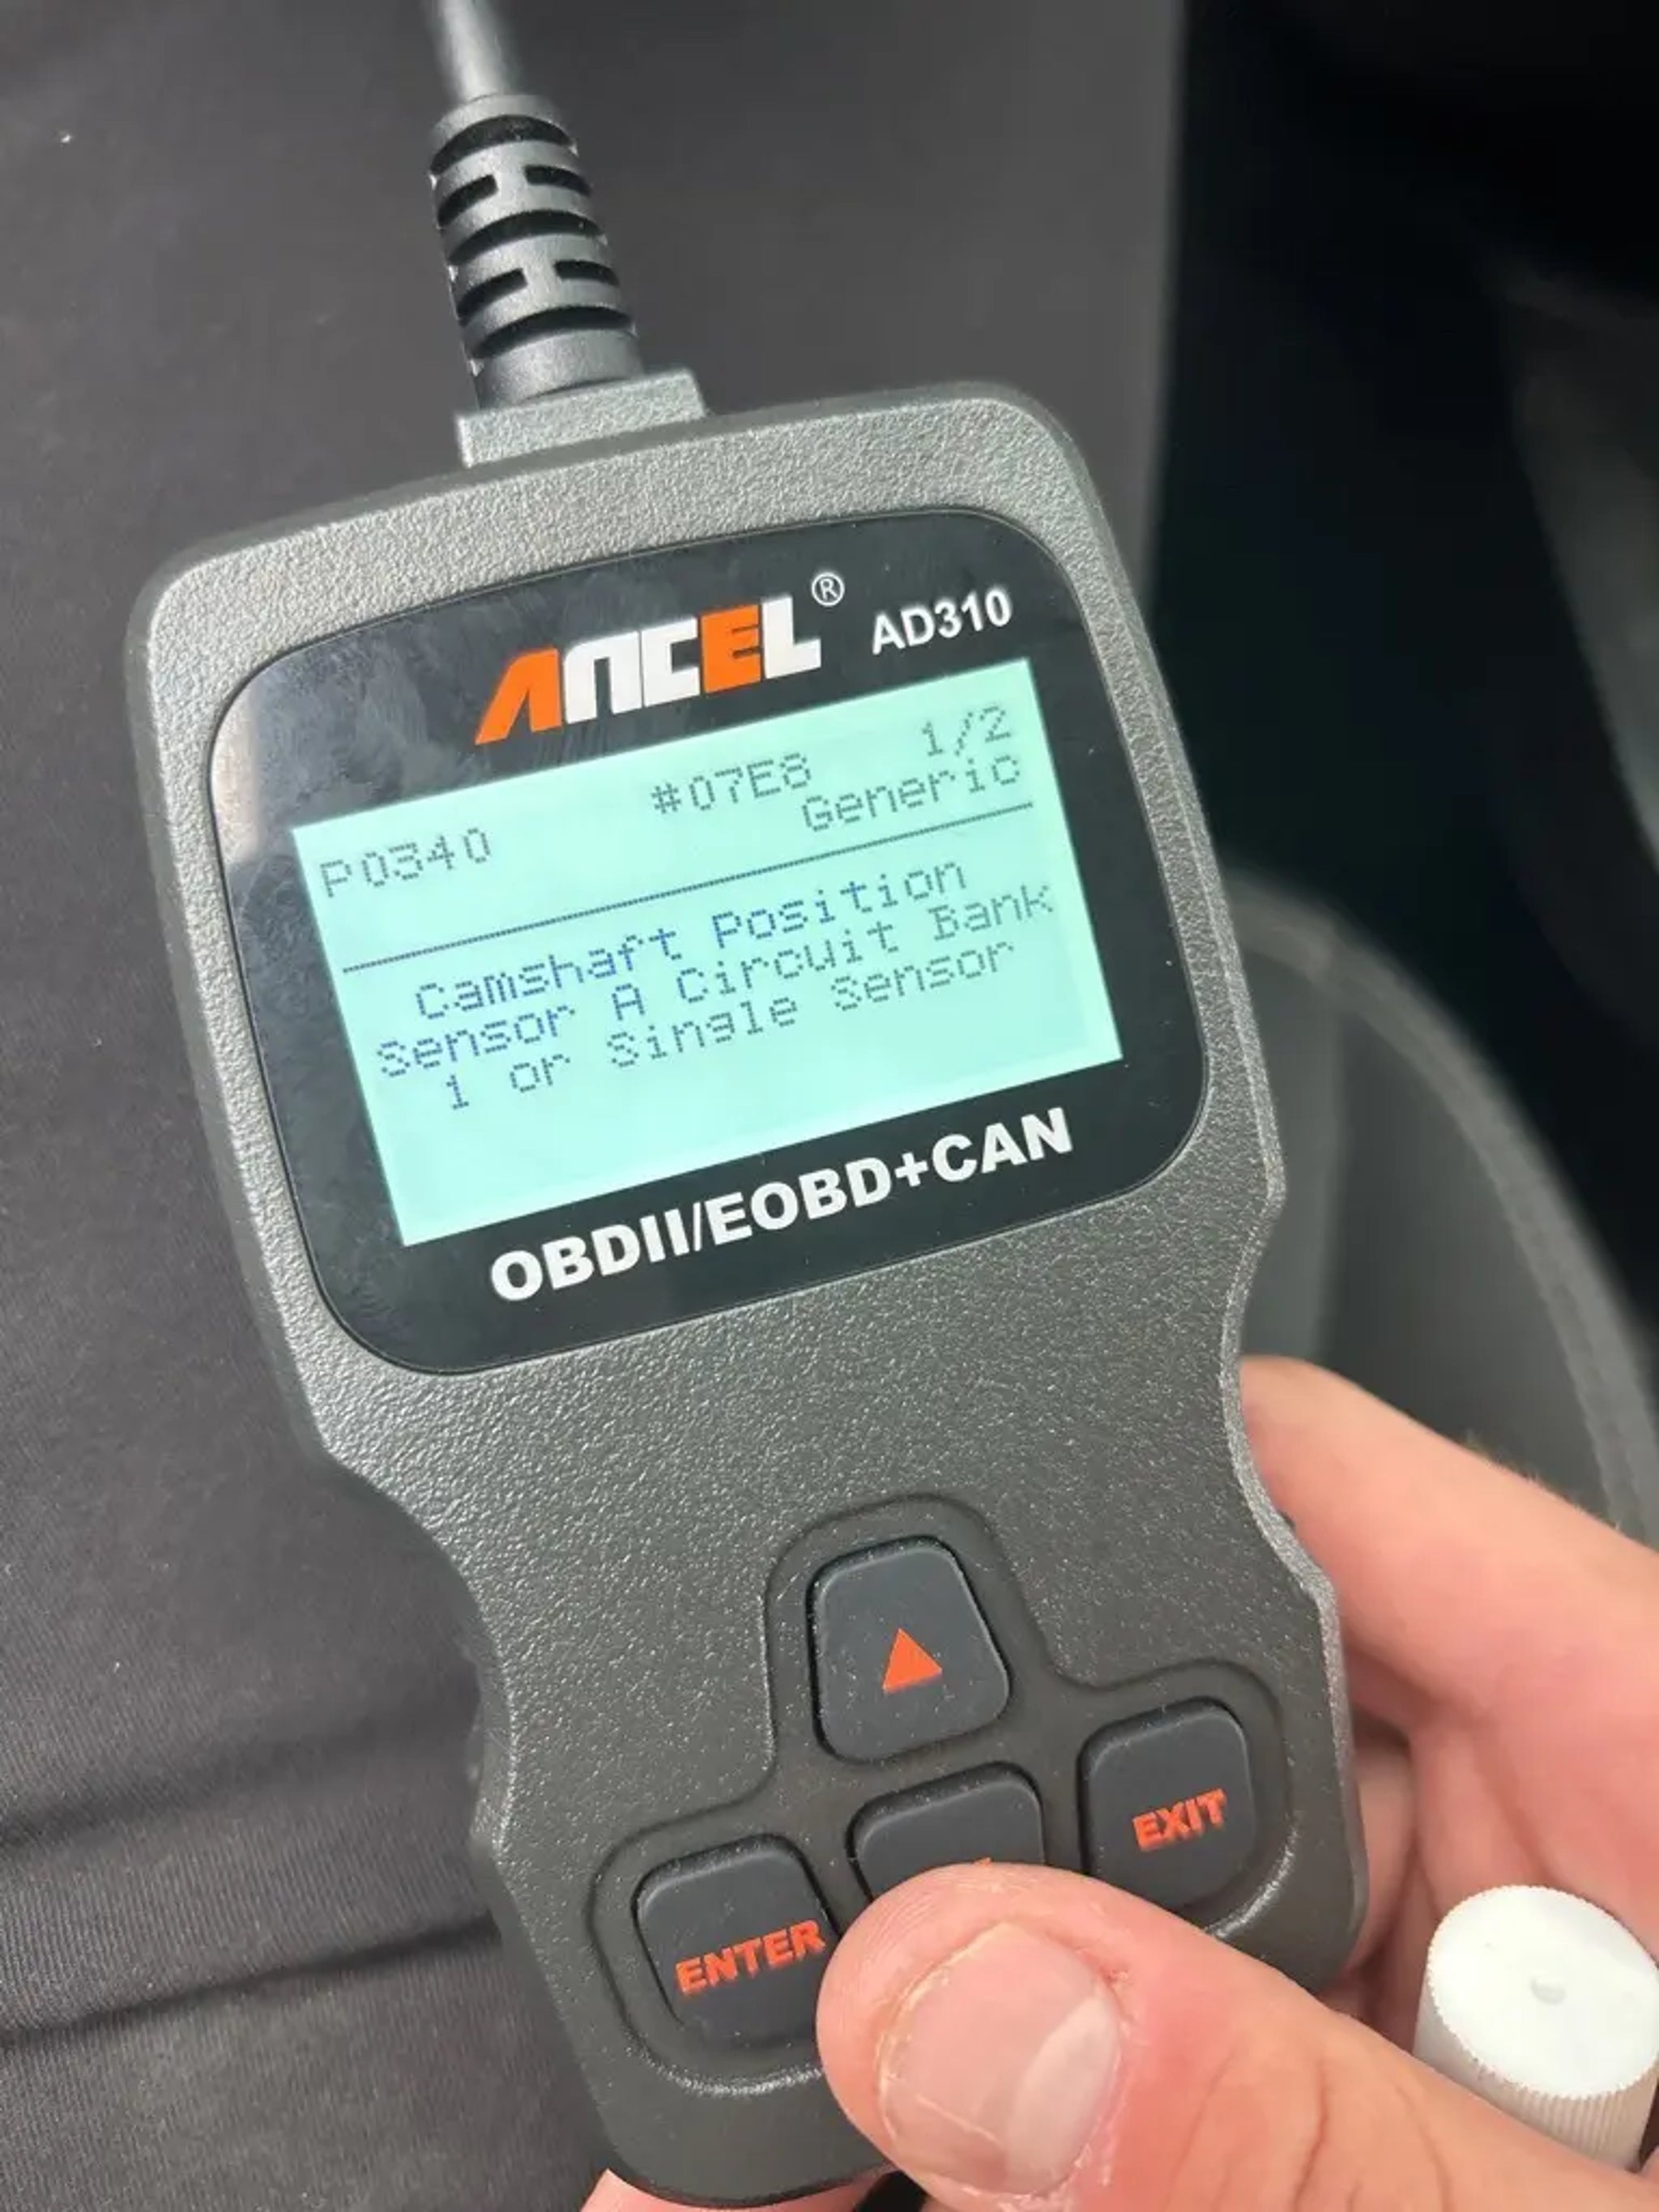 ANCEL® AD310
#07E8 1/2
P0340 Generic
Camshaft Position
Sensor A Circuit Bank
1 or Single Sensor
OBDII/EOBD+CAN
EXIT
ENTER